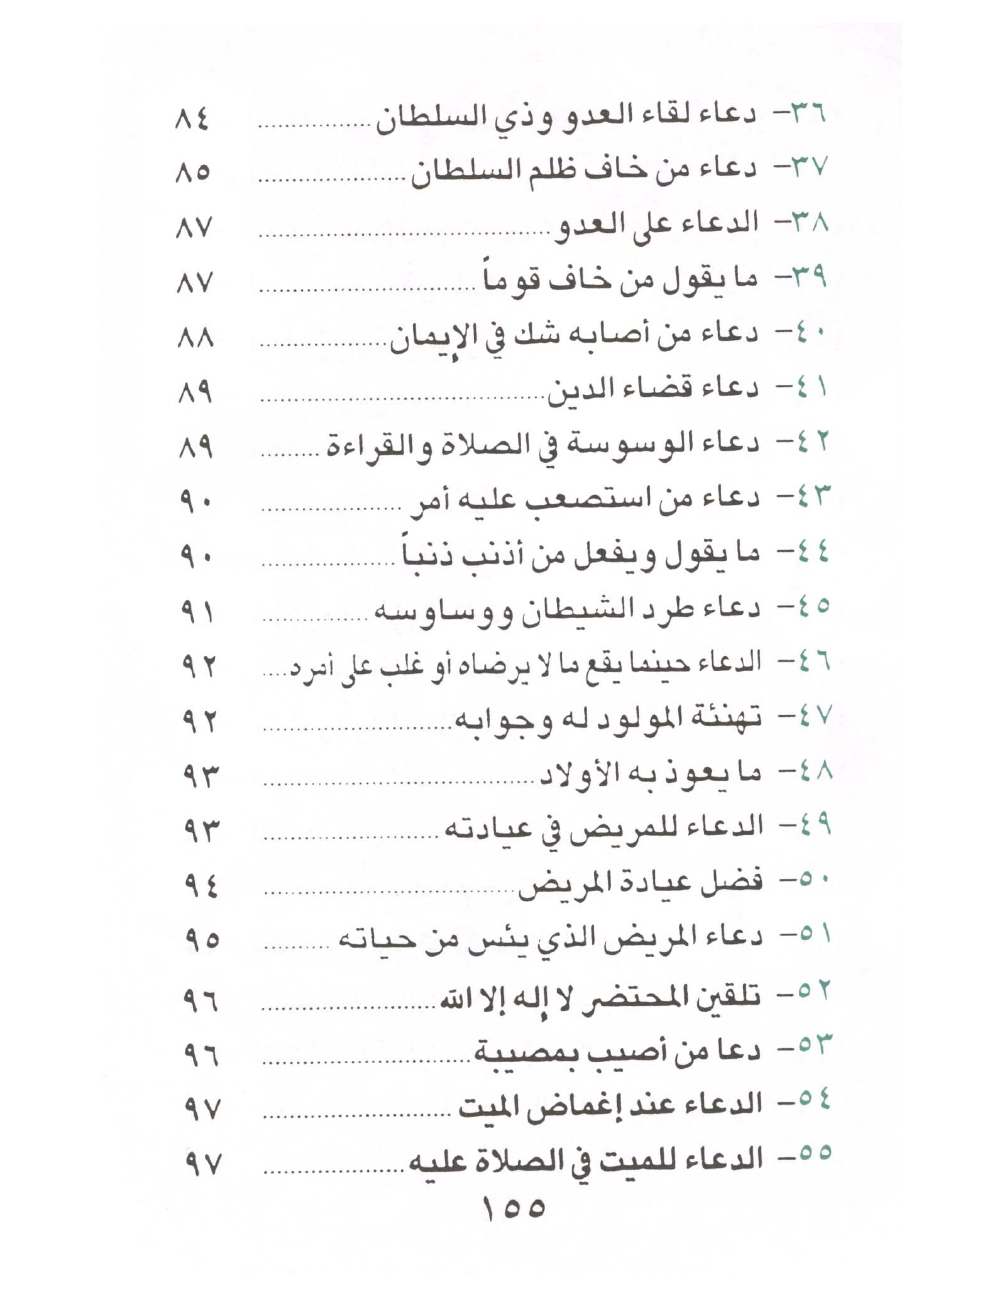 ٣٦- دعاء لقاء العدو وذي السلطان ................ ٨٤
٣٧- دعاء من خاف ظلم السلطان ..................... ٨٥
٣٨- الدعاء على العدو ........................................ ٨٧
٣٩- ما يقول من خاف قوماً .............................. ٨٧
٤٠- دعاء من أصابه شك في الإيمان .................. ٨٨
٤١- دعاء قضاء الدين ........................................ ٨٩
٤٢- دعاء الوسوسة في الصلاة والقراءة ......... ٨٩
٤٣- دعاء من استصعب عليه أمر .................... ٩٠
٤٤- ما يقول ويفعل من أذنب ذنباً ................... ٩٠
٤٥- دعاء طرد الشيطان ووساوسه ............... ٩١
٤٦- الدعاء حينما يقع ما لا يرضاه أو غلب على أمره .... ٩٢
٤٧- تهنئة المولود له وجوابه .......................... ٩٢
٤٨- ما يعوذ به الأولاد ...................................... ٩٣
٤٩- الدعاء للمريض في عيادته ......................... ٩٣
٥٠- فضل عيادة المريض ................................... ٩٤
٥١- دعاء المريض الذي يئس من حياته .......... ٩٥
٥٢- تلقين المحتضر لا إله إلا الله ......................... ٩٦
٥٣- دعا من أصيب بمصيبة .............................. ٩٦
٥٤- الدعاء عند إغماض الميت .......................... ٩٧
٥٥- الدعاء للميت في الصلاة عليه .................... ٩٧
١٥٥